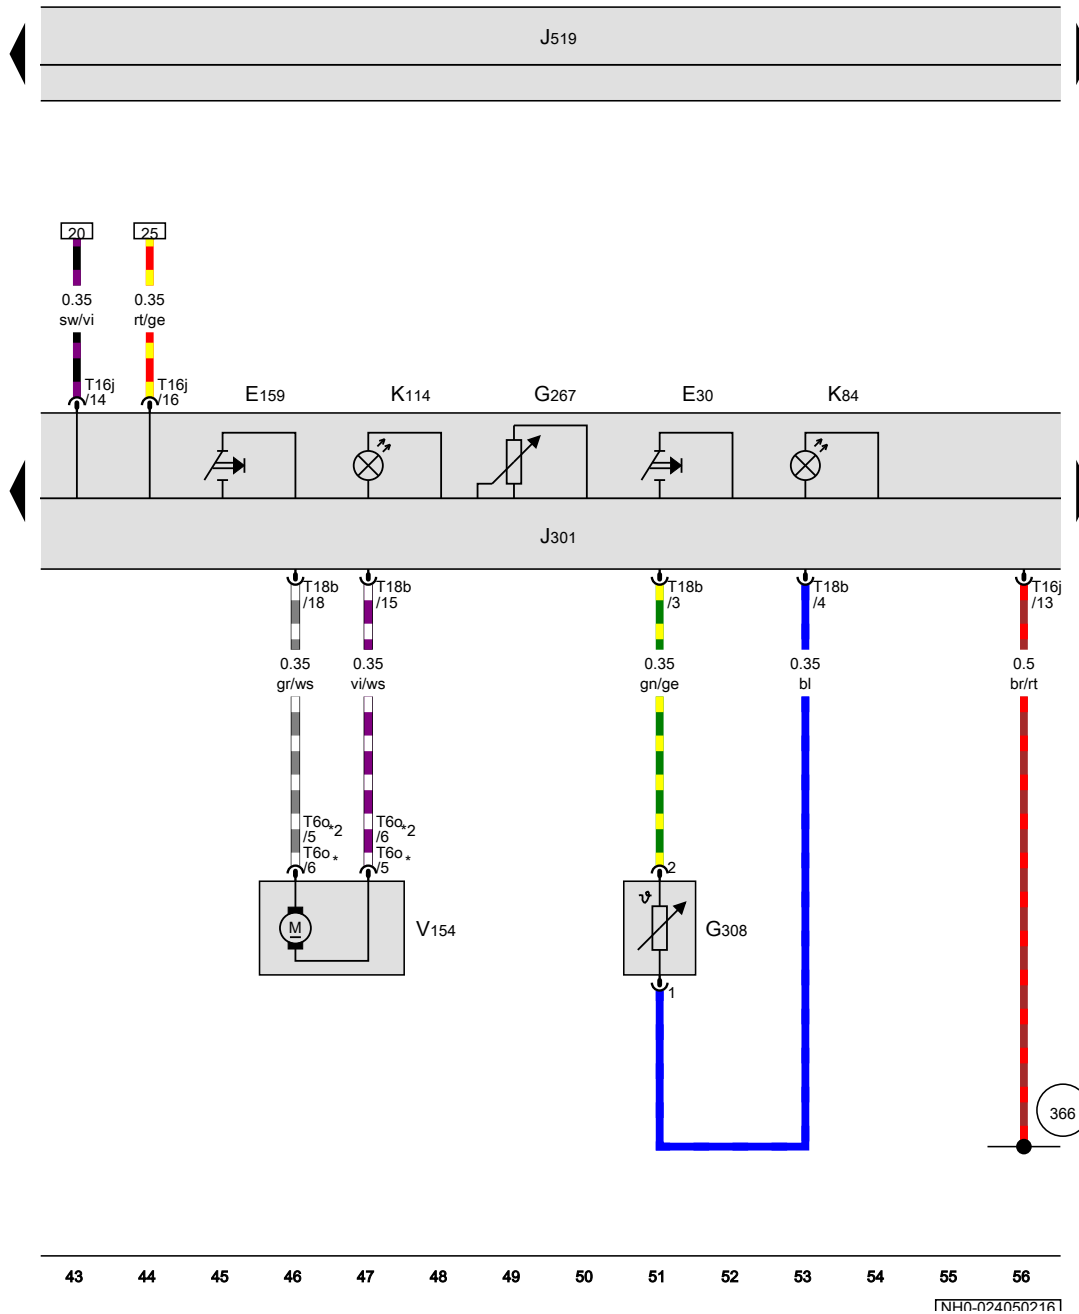 J519
20
25
0.35
sw/vi
0.35
rt/ge
T16j
/14
T16j
/16
E159
K114
G267
E30
K84
J301
T18b
/18
T18b
/15
T18b
/3
T18b
/4
T16j
/13
0.35
gr/ws
0.35
vi/ws
0.35
gn/ge
0.35
bl
0.5
br/rt
T6o*2
/5
T6o*
/6
T6o*2
/6
T6o*
/5
2
ϑ
M
V154
G308
1
366
43 44 45 46 47 48 49 50 51 52 53 54 55 56
NH0-024050216